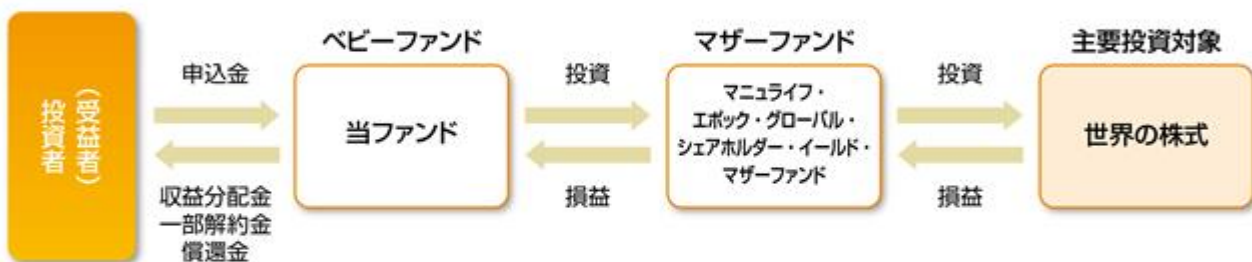 投資者
（受益者）
申込金
収益分配金
一部解約金
償還金
ベビーファンド
当ファンド
投資
損益
マザーファンド
マニュライフ・
エポック・グローバル・
シェアホルダー・イールド・
マザーファンド
投資
損益
主要投資対象
世界の株式